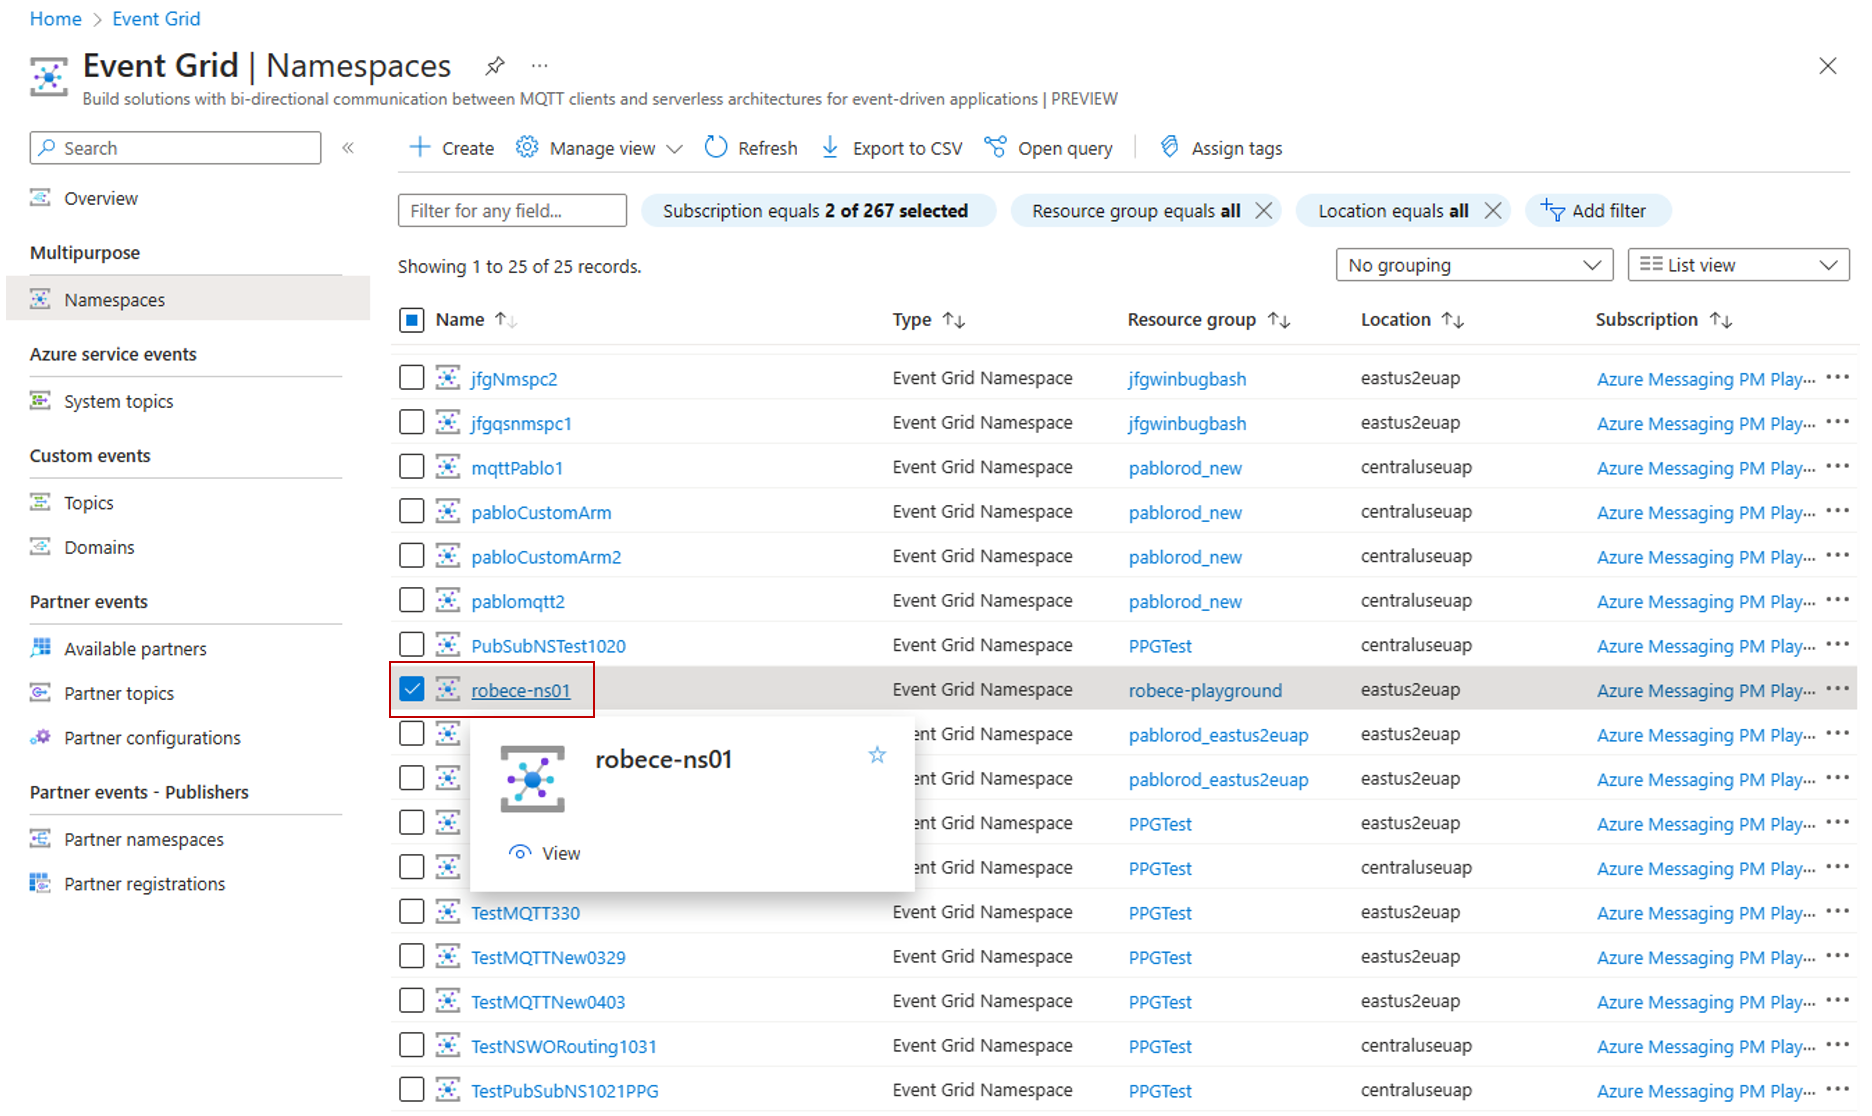 Home > Event Grid
Event Grid | Namespaces ...
Build solutions with bi-directional communication between MQTT clients and serverless architectures for event-driven applications | PREVIEW
Search «
Create Manage view Refresh Export to CSV Open query Assign tags
Overview
Multipurpose
Namespaces
Azure service events
System topics
Custom events
Topics
Domains
Partner events
Available partners
Partner topics
Partner configurations
Partner events - Publishers
Partner namespaces
Partner registrations
Filter for any field... Subscription equals 2 of 267 selected Resource group equals all Location equals all Add filter
Showing 1 to 25 of 25 records. No grouping List view
Name Type Resource group Location Subscription
jfgNmspc2 Event Grid Namespace jfgwinbugbash eastus2euap Azure Messaging PM Play... ...
jfgqsnmspc1 Event Grid Namespace jfgwinbugbash eastus2euap Azure Messaging PM Play... ...
mqttPablo1 Event Grid Namespace pablorod_new centraluseuap Azure Messaging PM Play... ...
pabloCustomArm Event Grid Namespace pablorod_new centraluseuap Azure Messaging PM Play... ...
pabloCustomArm2 Event Grid Namespace pablorod_new centraluseuap Azure Messaging PM Play... ...
pablomqtt2 Event Grid Namespace pablorod_new centraluseuap Azure Messaging PM Play... ...
PubSubNSTest1020 Event Grid Namespace PPGTest centraluseuap Azure Messaging PM Play... ...
robece-ns01 Event Grid Namespace robece-playground eastus2euap Azure Messaging PM Play... ...
Grid Namespace pablorod_eastus2euap eastus2euap Azure Messaging PM Play... ...
robece-ns01
Grid Namespace pablorod_eastus2euap eastus2euap Azure Messaging PM Play... ...
Grid Namespace PPGTest eastus2euap Azure Messaging PM Play... ...
View
Grid Namespace PPGTest centraluseuap Azure Messaging PM Play... ...
TestMQTT330 Event Grid Namespace PPGTest eastus2euap Azure Messaging PM Play... ...
TestMQTTNew0329 Event Grid Namespace PPGTest eastus2euap Azure Messaging PM Play... ...
TestMQTTNew0403 Event Grid Namespace PPGTest eastus2euap Azure Messaging PM Play... ...
TestNSWORouting1031 Event Grid Namespace PPGTest centraluseuap Azure Messaging PM Play... ...
TestPubSubNS1021PPG Event Grid Namespace PPGTest centraluseuap Azure Messaging PM Play... ...